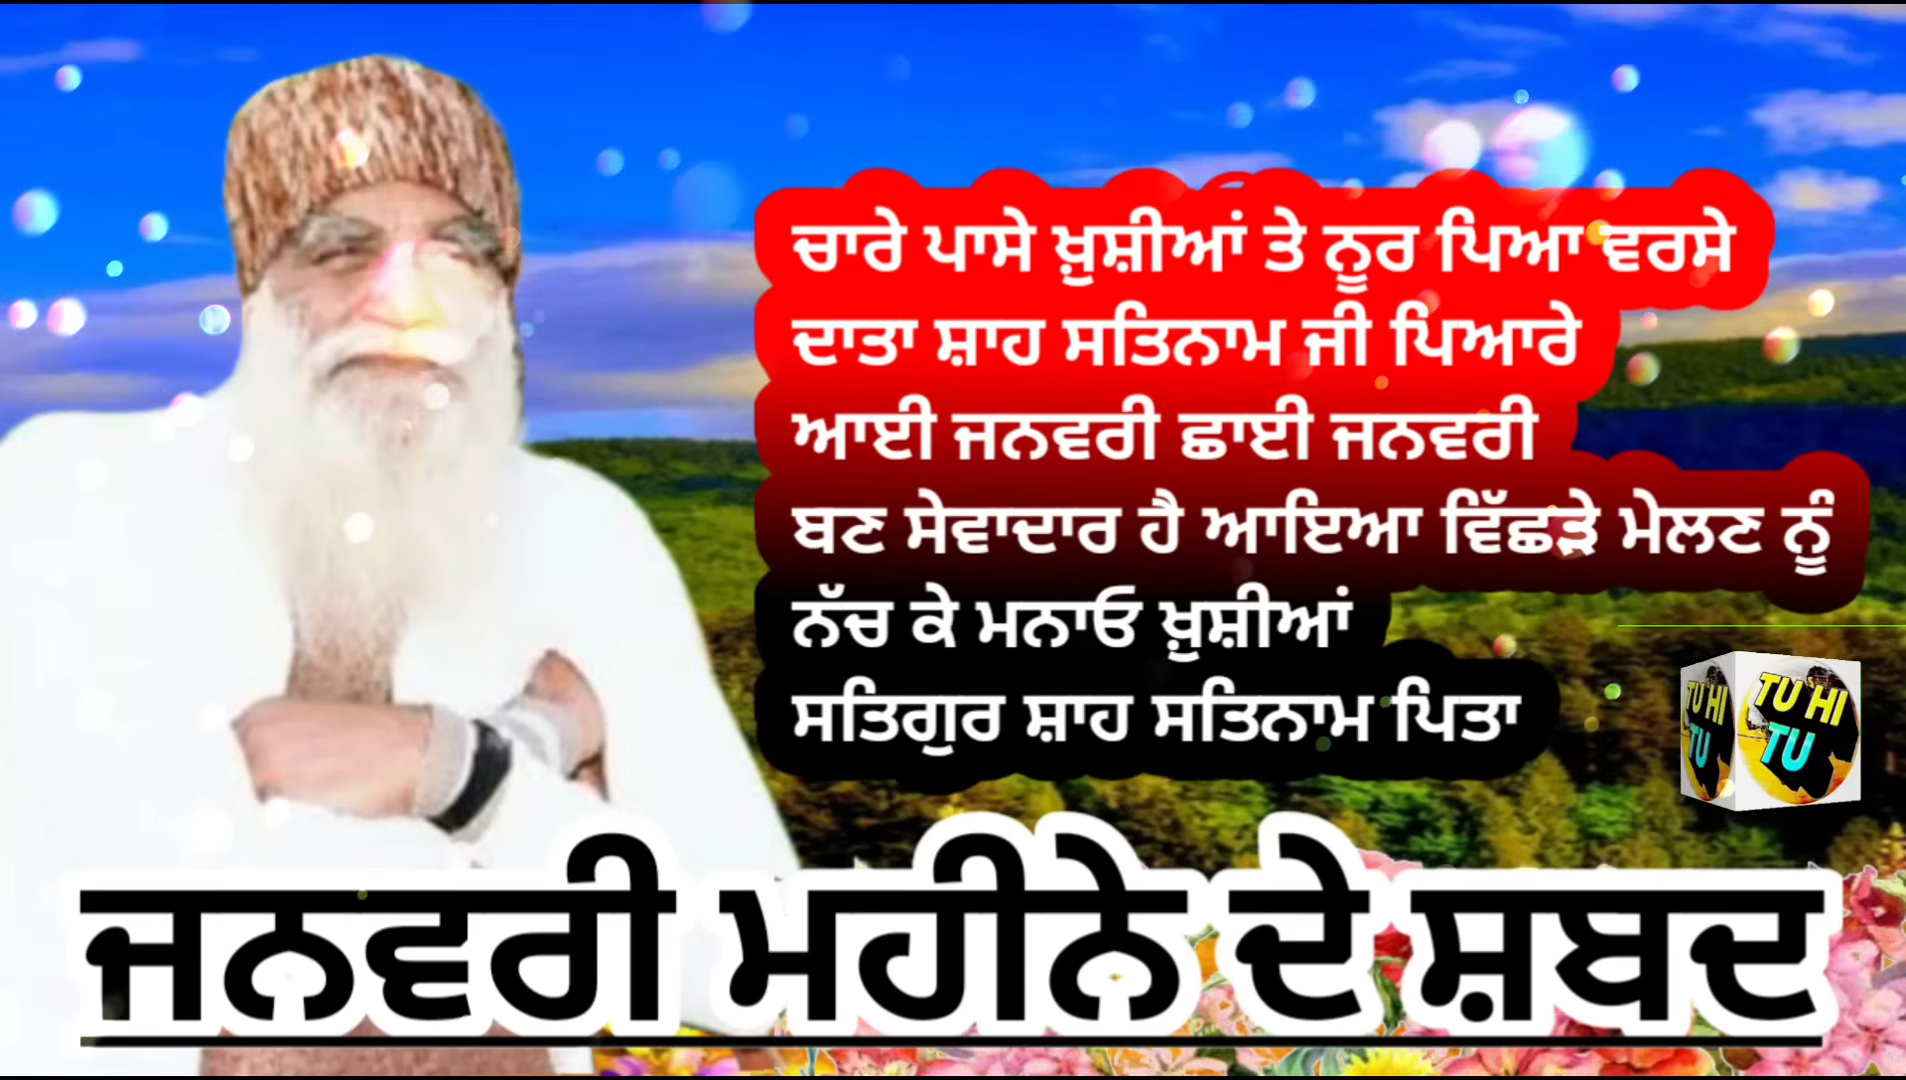 ਚਾਰੇ ਪਾਸੇ ਖ਼ੁਸ਼ੀਆਂ ਤੇ ਨੂਰ ਪਿਆ ਵਰਸੇ
ਦਾਤਾ ਸ਼ਾਹ ਸਤਿਨਾਮ ਜੀ ਪਿਆਰੇ
ਆਈ ਜਨਵਰੀ ਛਾਈ ਜਨਵਰੀ
ਬਣ ਸੇਵਾਦਾਰ ਹੈ ਆਇਆ ਵਿੱਛੜੇ ਮੇਲਣ ਨੂੰ
ਨੱਚ ਕੇ ਮਨਾਓ ਖ਼ੁਸ਼ੀਆਂ
ਸਤਿਗੁਰ ਸ਼ਾਹ ਸਤਿਨਾਮ ਪਿਤਾ
TU HI
TU
TU HI
TU
ਜਨਵਰੀ ਮਹੀਨੇ ਦੇ ਸ਼ਬਦ